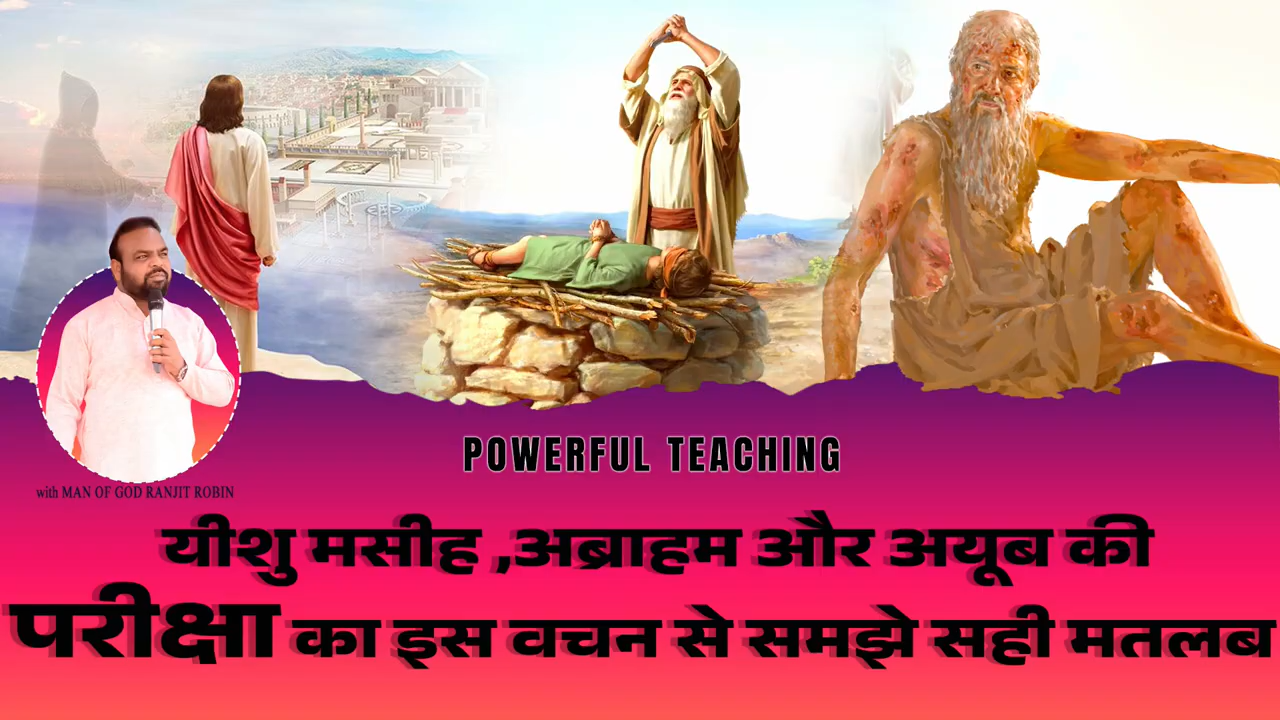 POWERFUL TEACHING
with MAN OF GOD RANJIT ROBIN
यीशु मसीह ,अब्राहम और अयूब की
परीक्षा का इस वचन से समझे सही मतलब